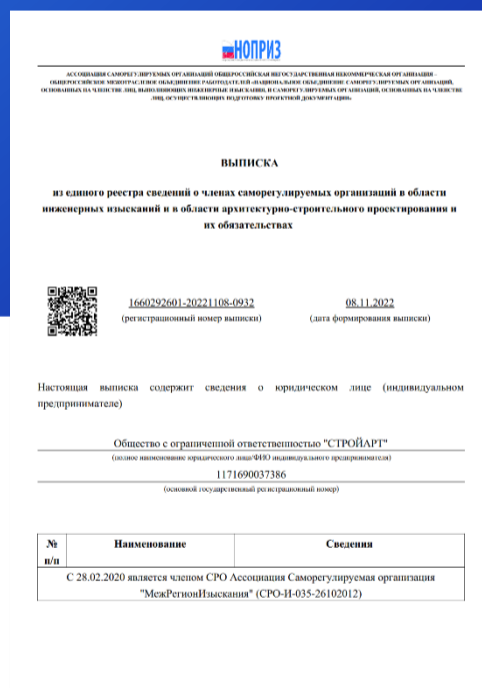 НОПРИЗ
АССОЦИАЦИЯ САМОРЕГУЛИРУЕМЫХ ОРГАНИЗАЦИЙ ОБЩЕРОССИЙСКАЯ НЕГОСУДАРСТВЕННАЯ НЕКОММЕРЧЕСКАЯ ОРГАНИЗАЦИЯ –
ОБЩЕРОССИЙСКОЕ МЕЖОТРАСЛЕВОЕ ОБЪЕДИНЕНИЕ РАБОТОДАТЕЛЕЙ «НАЦИОНАЛЬНОЕ ОБЪЕДИНЕНИЕ САМОРЕГУЛИРУЕМЫХ ОРГАНИЗАЦИЙ,
ОСНОВАННЫХ НА ЧЛЕНСТВЕ ЛИЦ, ВЫПОЛНЯЮЩИХ ИНЖЕНЕРНЫЕ ИЗЫСКАНИЯ, И САМОРЕГУЛИРУЕМЫХ ОРГАНИЗАЦИЙ, ОСНОВАННЫХ НА ЧЛЕНСТВЕ
ЛИЦ, ОСУЩЕСТВЛЯЮЩИХ ПОДГОТОВКУ ПРОЕКТНОЙ ДОКУМЕНТАЦИИ»
ВЫПИСКА
из единого реестра сведений о членах саморегулируемых организаций в области
инженерных изысканий и в области архитектурно-строительного проектирования и
их обязательствах
1660292601-20221108-0932 08.11.2022
(регистрационный номер выписки) (дата формирования выписки)
Настоящая выписка содержит сведения о юридическом лице (индивидуальном
предпринимателе)
Общество с ограниченной ответственностью "СТРОЙАРТ"
(полное наименование юридического лица/ФИО индивидуального предпринимателя)
1171690037386
(основной государственный регистрационный номер)
№ Наименование Сведения
п/п
С 28.02.2020 является членом СРО Ассоциация Саморегулируемая организация
"МежРегионИзыскания" (СРО-И-035-26102012)